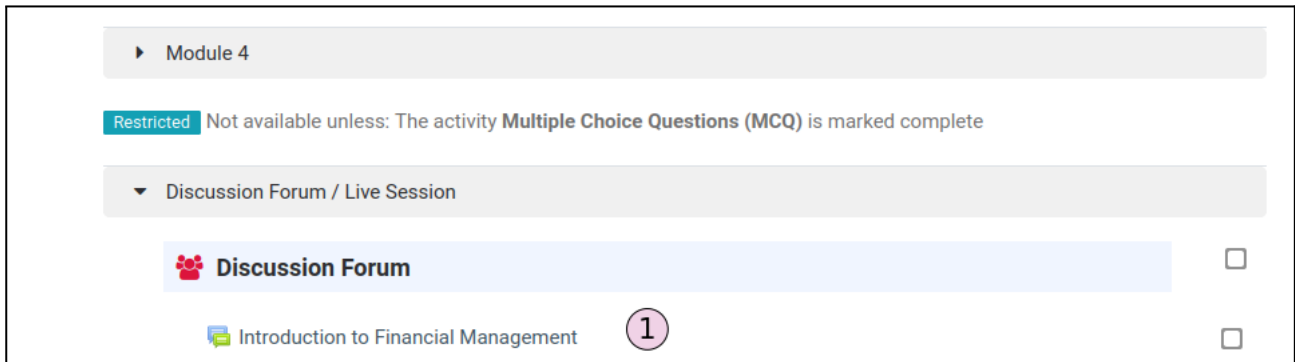 Module 4
Restricted Not available unless: The activity Multiple Choice Questions (MCQ) is marked complete
Discussion Forum / Live Session
Discussion Forum
Introduction to Financial Management 1